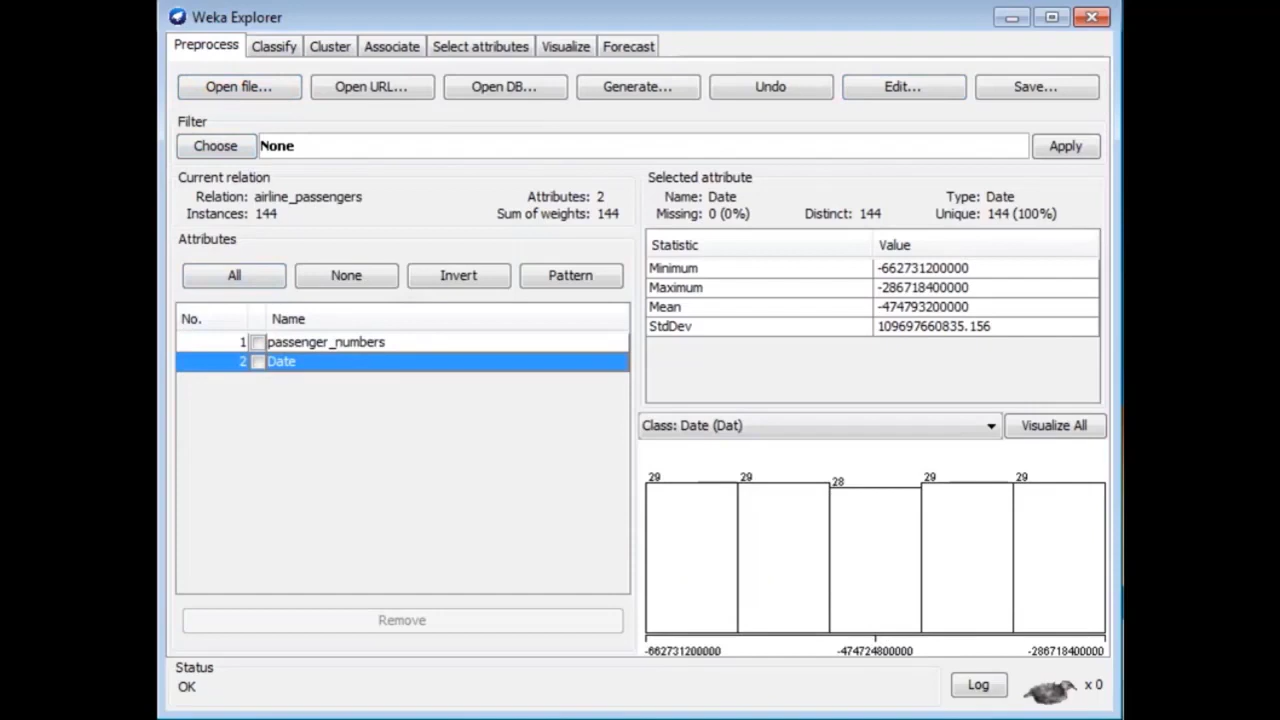 Weka Explorer
Preprocess Classify Cluster Associate Select attributes Visualize Forecast
Open file... Open URL... Open DB... Generate... Undo Edit... Save...
Filter
Choose None Apply
Current relation
Relation: airline_passengers Attributes: 2
Instances: 144 Sum of weights: 144
Selected attribute
Name: Date Type: Date
Missing: 0 (0%) Distinct: 144 Unique: 144 (100%)
Attributes
All None Invert Pattern
No. Name
1 passenger_numbers
2 Date
Remove
Statistic Value
Minimum -662731200000
Maximum -286718400000
Mean -474793200000
StdDev 109697660835.156
Class: Date (Dat) Visualize All
29 29 28 29 29
-662731200000 -474724800000 -286718400000
Status
OK
Log x 0